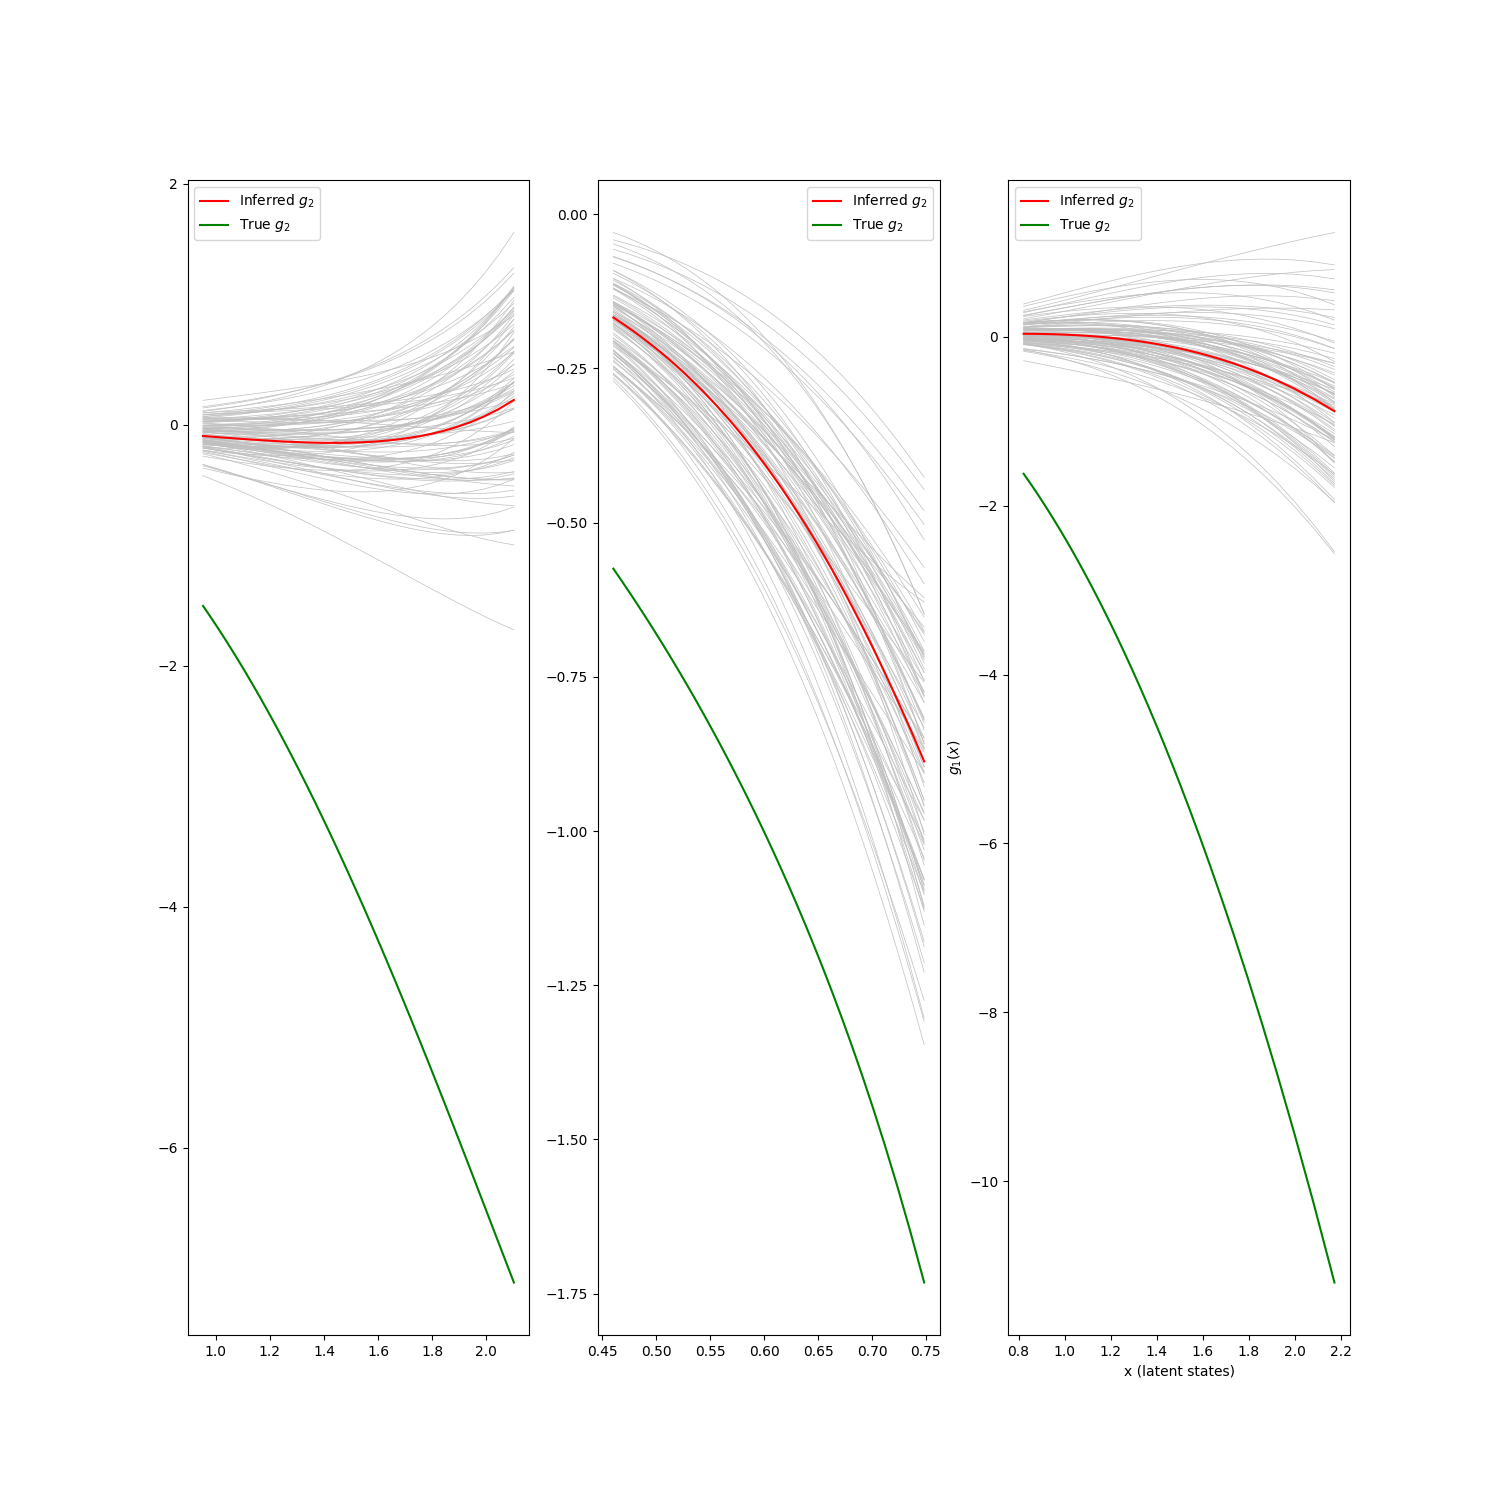 Inferred g₂
True g₂
2
0
−2
−4
−6
1.0 1.2 1.4 1.6 1.8 2.0
Inferred g₂
True g₂
0.00
−0.25
−0.50
−0.75
−1.00
−1.25
−1.50
−1.75
0.45 0.50 0.55 0.60 0.65 0.70 0.75
g₁(x)
Inferred g₂
True g₂
0
−2
−4
−6
−8
−10
0.8 1.0 1.2 1.4 1.6 1.8 2.0 2.2
x (latent states)